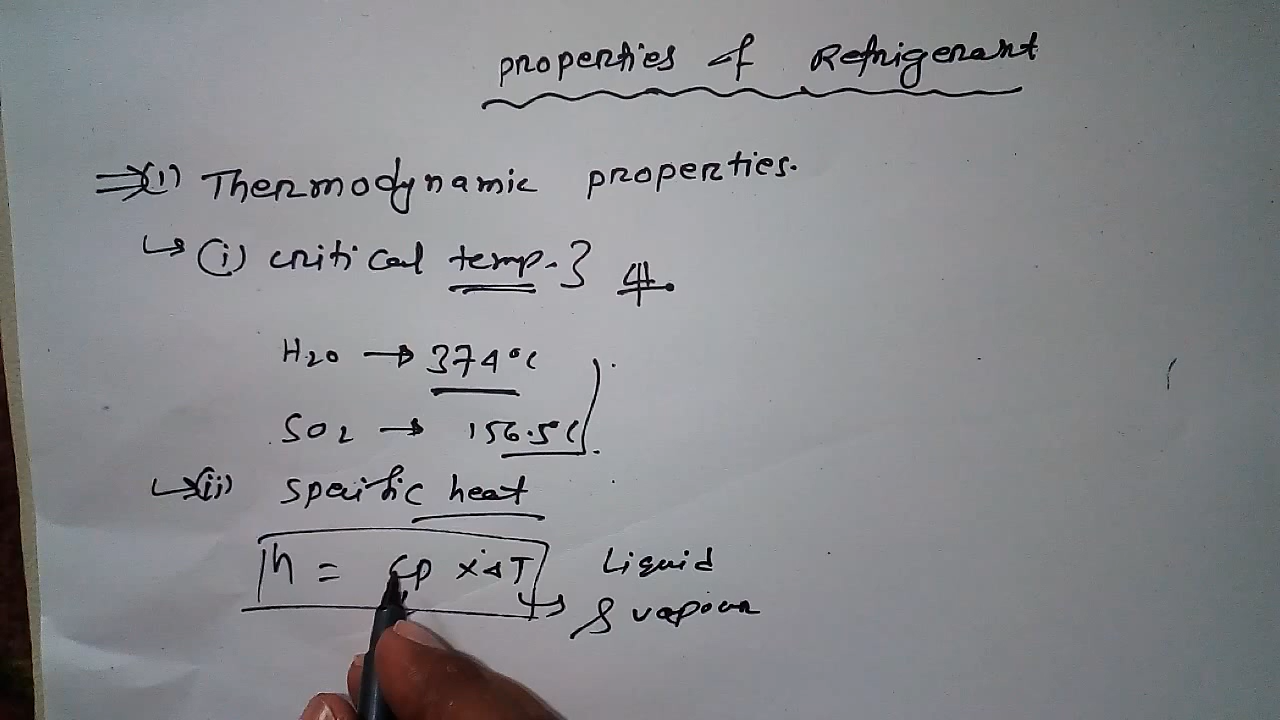 properties of Refrigerant
⇒(1) Thermodynamic properties.
↳ (i) critical temp.} 4.
H2O → 374°C
SO2 → 156.5°C
↳ (ii) specific heat
h = Cp × ΔT Liquid
→ & vapour